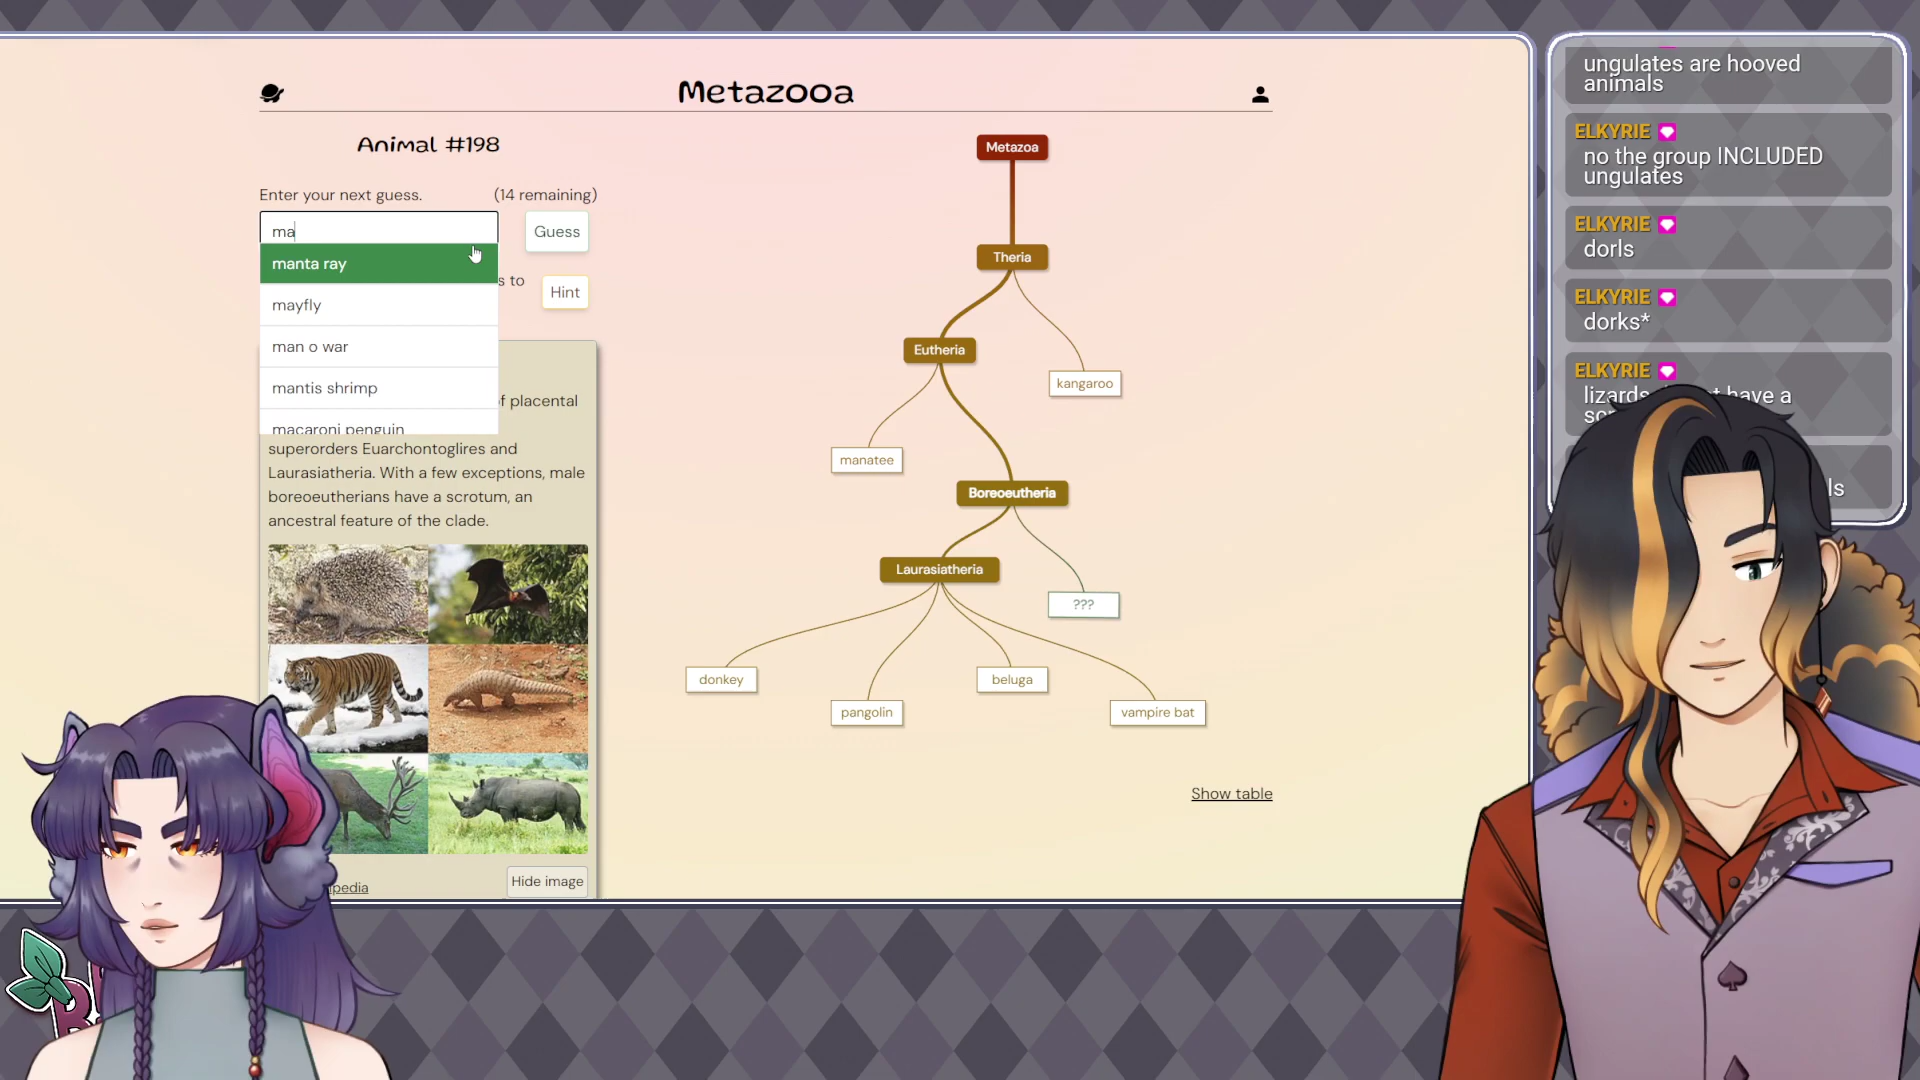 Metazooa
Animal #198
Enter your next guess. (14 remaining)
ma
Guess
manta ray
s to
Hint
mayfly
man o war
mantis shrimp
macaroni penguin
of placental
superorders Euarchontoglires and
Laurasiatheria. With a few exceptions, male
boreoeutherians have a scrotum, an
ancestral feature of the clade.
pedia
Hide image
Metazoa
Theria
Eutheria
kangaroo
manatee
Boreoeutheria
Laurasiatheria
???
donkey
beluga
pangolin
vampire bat
Show table
ungulates are hooved
animals
ELKYRIE
no the group INCLUDED
ungulates
ELKYRIE
dorls
ELKYRIE
dorks*
ELKYRIE
lizards have a
ls